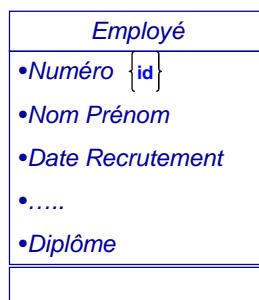 Employé
•Numéro {id}
•Nom Prénom
•Date Recrutement
•…..
•Diplôme